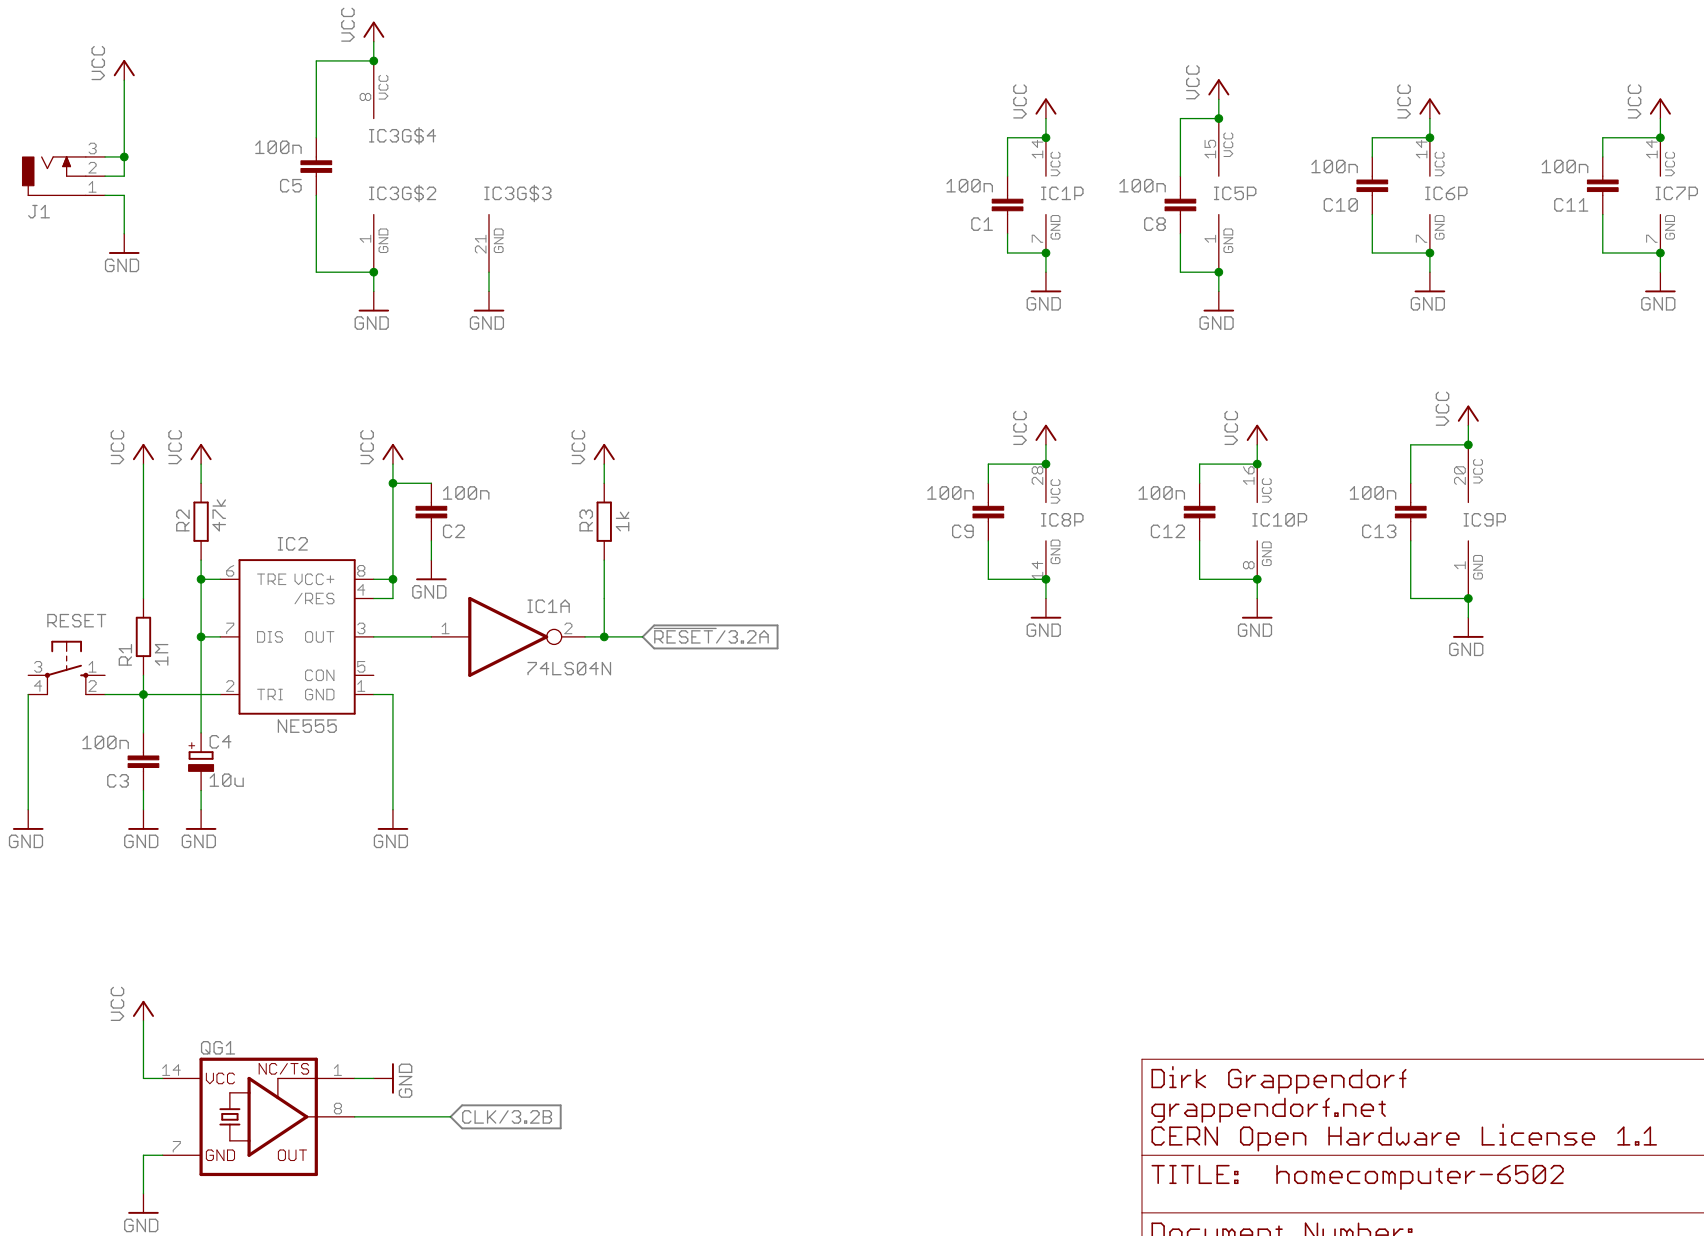 VCC
3
2
1
J1
GND
VCC
8
VCC
IC3G$4
100n
C5
IC3G$2
1
GND
GND
IC3G$3
21
GND
GND
VCC
14
VCC
100n
C1
IC1P
7
GND
GND
VCC
15
VCC
100n
C8
IC5P
1
GND
GND
VCC
14
VCC
100n
C10
IC6P
7
GND
GND
VCC
14
VCC
100n
C11
IC7P
7
GND
GND
VCC
VCC
R2
47k
R1
1M
RESET
3
4
1
2
100n
C3
C4
+
10u
GND
GND
GND
IC2
6
TRE
VCC+
8
/RES
4
7
DIS
OUT
3
CON
5
2
TRI
GND
1
NE555
GND
VCC
100n
C2
GND
1
IC1A
2
74LS04N
VCC
R3
1k
RESET/3.2A
VCC
28
VCC
100n
C9
IC8P
14
GND
GND
VCC
16
VCC
100n
C12
IC10P
8
GND
GND
VCC
20
VCC
100n
C13
IC9P
1
GND
GND
VCC
QG1
14
VCC
NC/TS
1
GND
8
CLK/3.2B
7
GND
OUT
GND
Dirk Grappendorf
grappendorf.net
CERN Open Hardware License 1.1
TITLE: homecomputer-6502
Document Number: